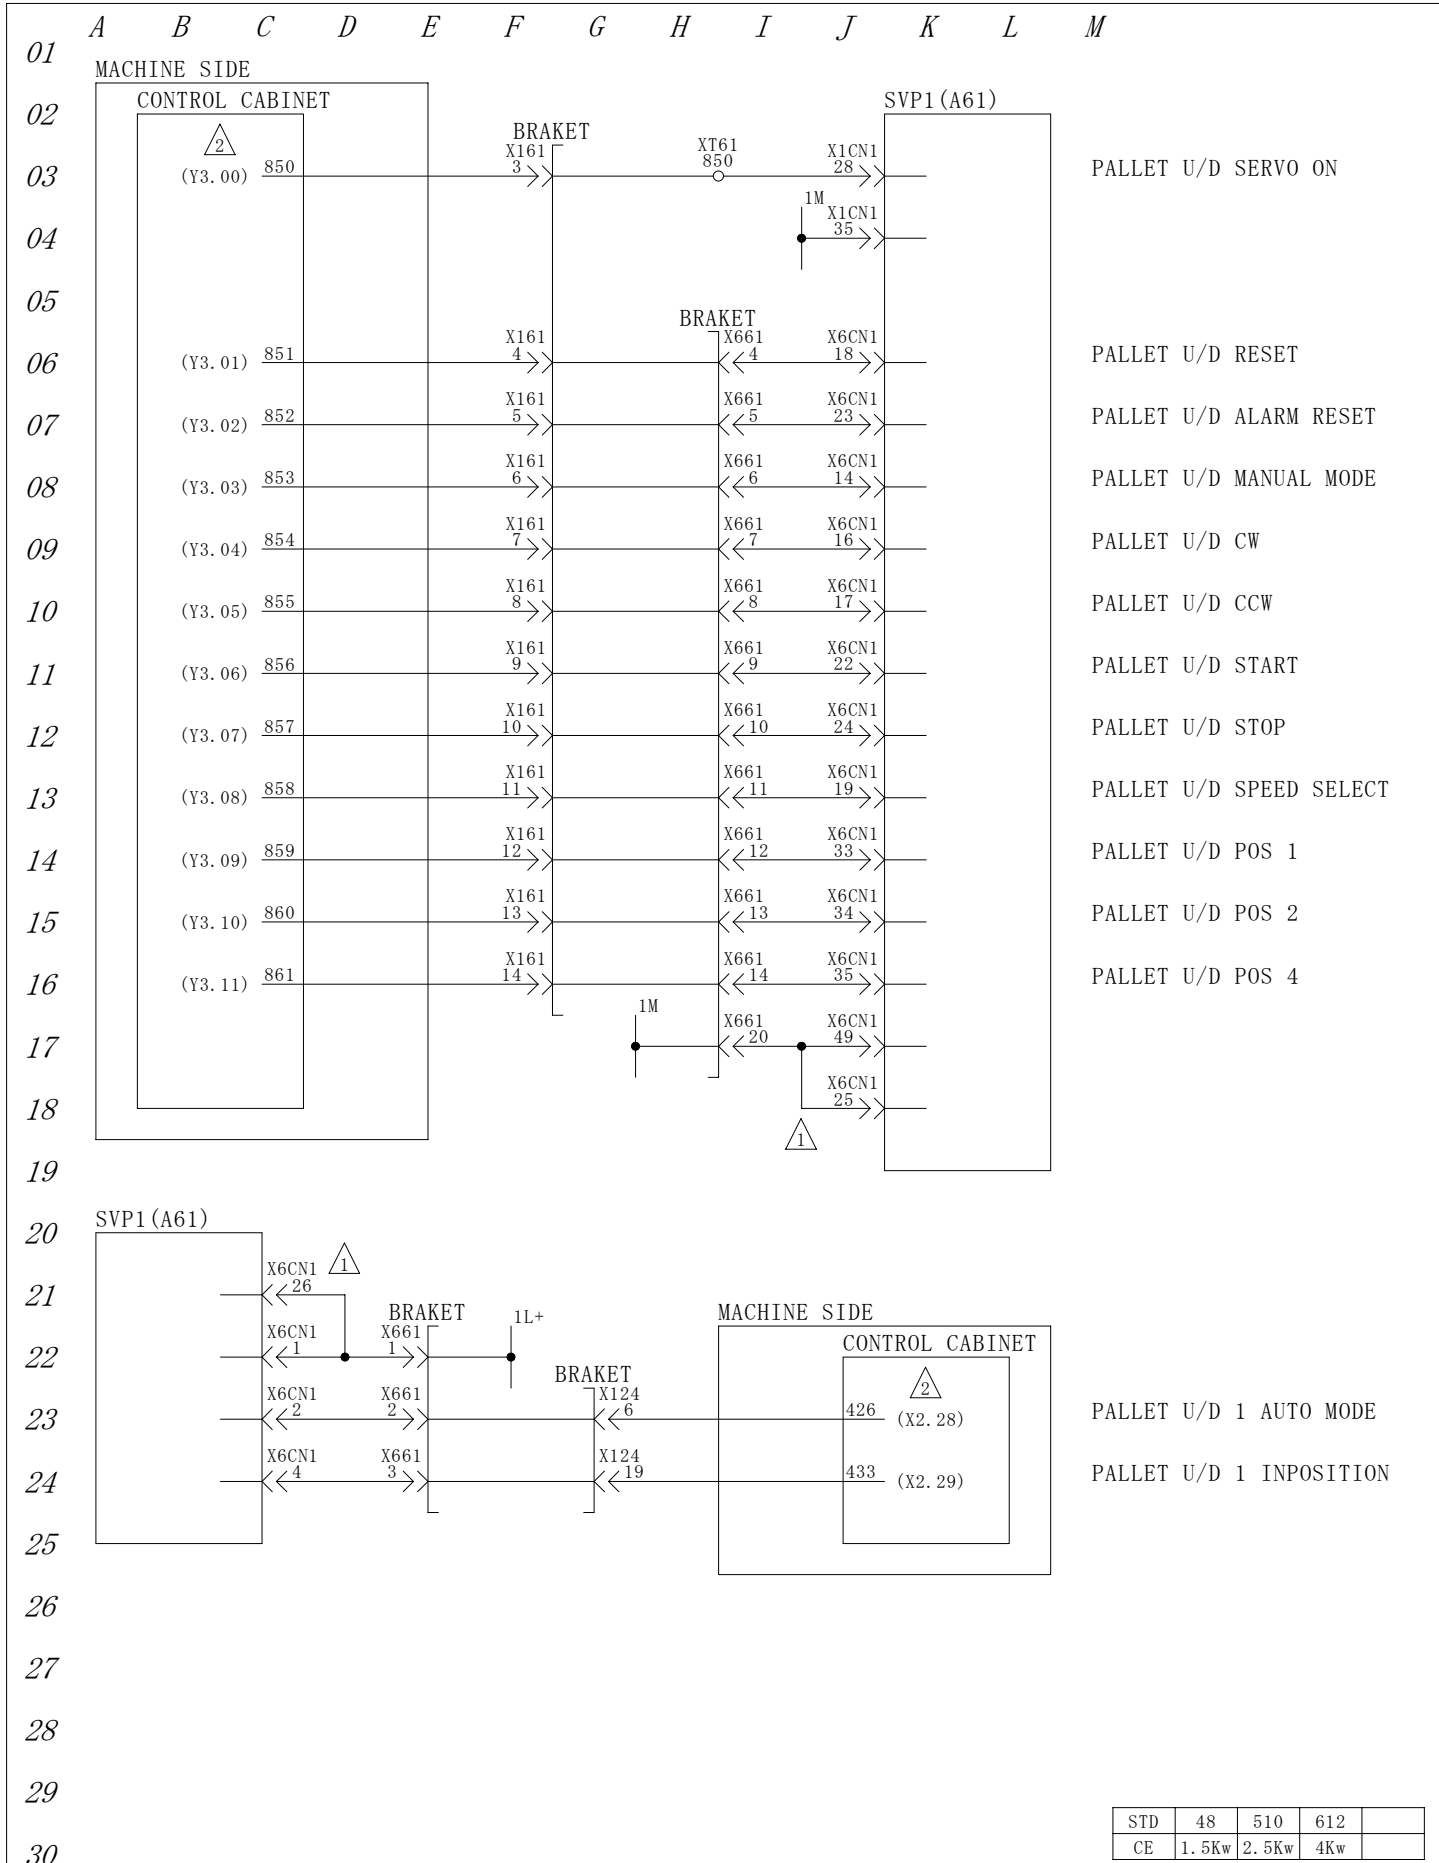 A B C D E F G H I J K L M
01
MACHINE SIDE
02 CONTROL CABINET SVP1(A61)
2 BRAKET
X161 XT61 X1CN1
03 (Y3.00) 850 3 850 28 PALLET U/D SERVO ON
1M X1CN1
04 35
05
BRAKET
X161 X661 X6CN1
06 (Y3.01) 851 4 4 18 PALLET U/D RESET
X161 X661 X6CN1
07 (Y3.02) 852 5 5 23 PALLET U/D ALARM RESET
X161 X661 X6CN1
08 (Y3.03) 853 6 6 14 PALLET U/D MANUAL MODE
X161 X661 X6CN1
09 (Y3.04) 854 7 7 16 PALLET U/D CW
X161 X661 X6CN1
10 (Y3.05) 855 8 8 17 PALLET U/D CCW
X161 X661 X6CN1
11 (Y3.06) 856 9 9 22 PALLET U/D START
X161 X661 X6CN1
12 (Y3.07) 857 10 10 24 PALLET U/D STOP
X161 X661 X6CN1
13 (Y3.08) 858 11 11 19 PALLET U/D SPEED SELECT
X161 X661 X6CN1
14 (Y3.09) 859 12 12 33 PALLET U/D POS 1
X161 X661 X6CN1
15 (Y3.10) 860 13 13 34 PALLET U/D POS 2
X161 X661 X6CN1
16 (Y3.11) 861 14 14 35 PALLET U/D POS 4
1M X661 X6CN1
17 20 49
X6CN1
18 25
1
19
SVP1(A61)
20
X6CN1 1
21 26
BRAKET 1L+ MACHINE SIDE
X6CN1 X661 CONTROL CABINET
22 1 1
BRAKET 2
X6CN1 X661 X124
23 2 2 6 426 (X2.28) PALLET U/D 1 AUTO MODE
X6CN1 X661 X124
24 4 3 19 433 (X2.29) PALLET U/D 1 INPOSITION
25
26
27
28
29
STD 48 510 612
30 CE 1.5Kw 2.5Kw 4Kw